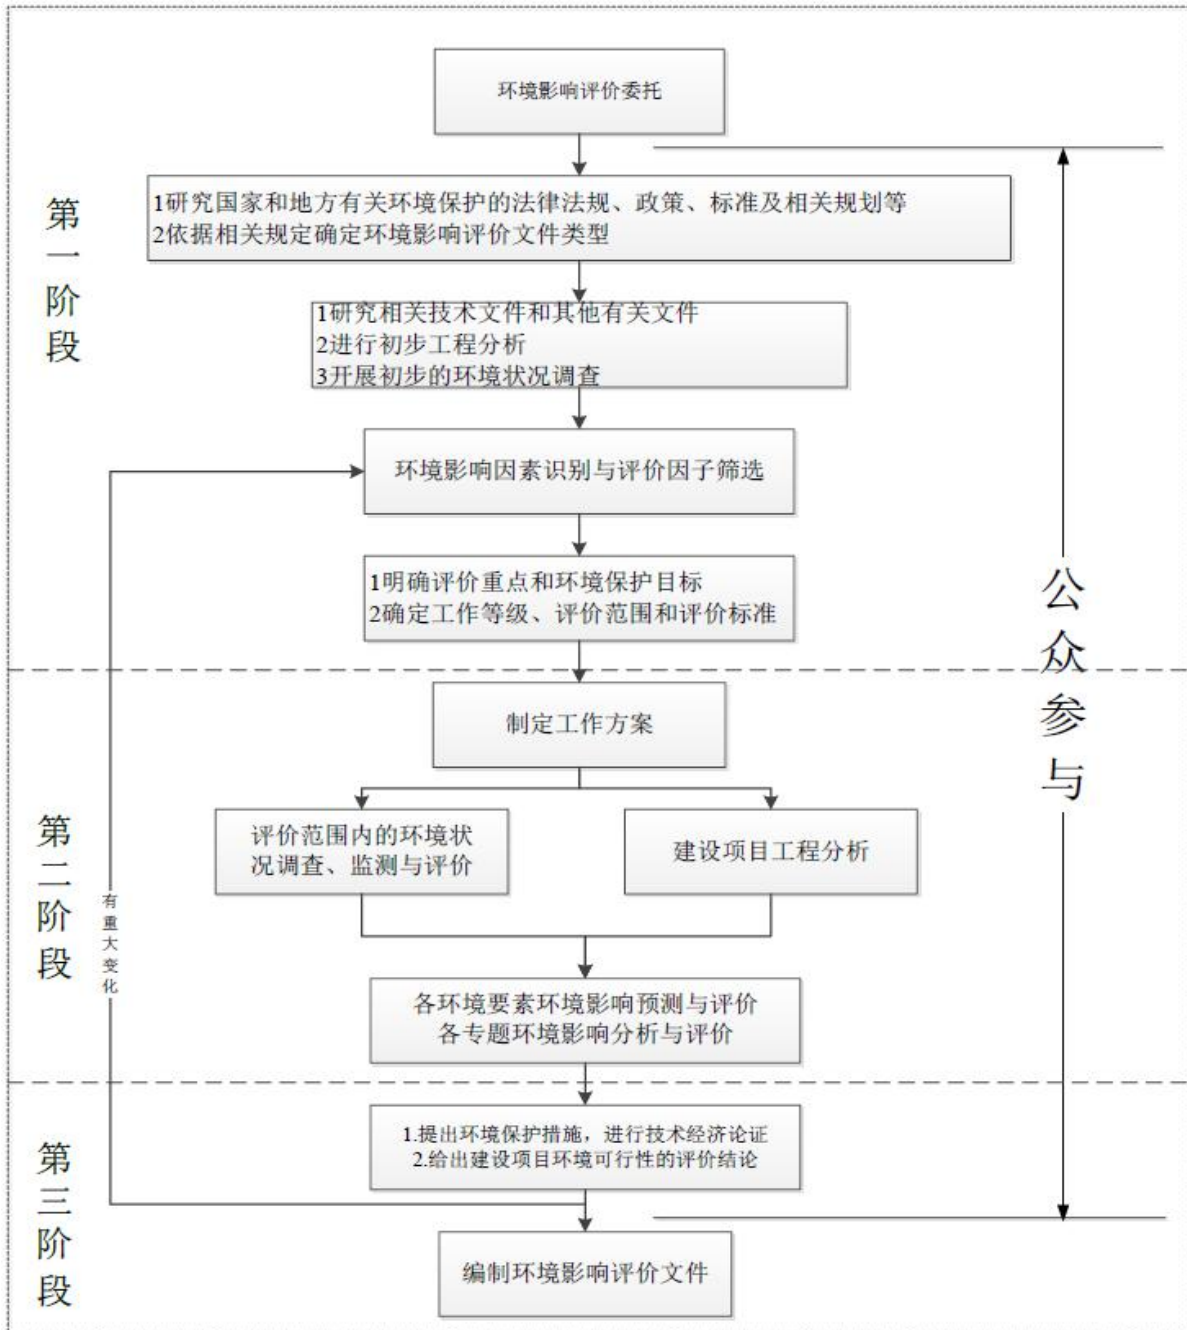 环境影响评价委托
第一阶段
1研究国家和地方有关环境保护的法律法规、政策、标准及相关规划等
2依据相关规定确定环境影响评价文件类型
1研究相关技术文件和其他有关文件
2进行初步工程分析
3开展初步的环境状况调查
环境影响因素识别与评价因子筛选
1明确评价重点和环境保护目标
2确定工作等级、评价范围和评价标准
公众参与
第二阶段
制定工作方案
评价范围内的环境状
况调查、监测与评价
建设项目工程分析
有重大变化
各环境要素环境影响预测与评价
各专题环境影响分析与评价
第三阶段
1.提出环境保护措施，进行技术经济论证
2.给出建设项目环境可行性的评价结论
编制环境影响评价文件